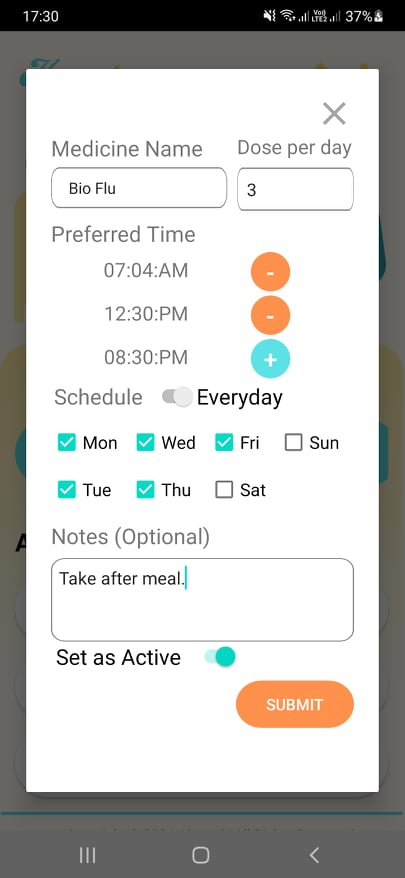 17:30 Vo) LTE2 37%
Medicine Name Dose per day
Bio Flu 3
Preferred Time
07:04:AM -
12:30:PM -
08:30:PM +
Schedule Everyday
Mon Wed Fri Sun
Tue Thu Sat
Notes (Optional)
Take after meal.
Set as Active
SUBMIT